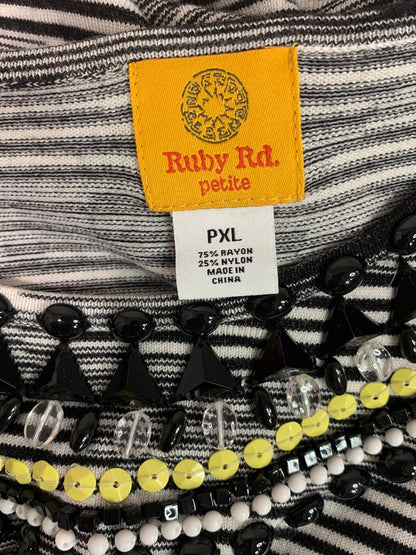 Ruby Rd.
petite
PXL
75% RAYON
25% NYLON
MADE IN
CHINA